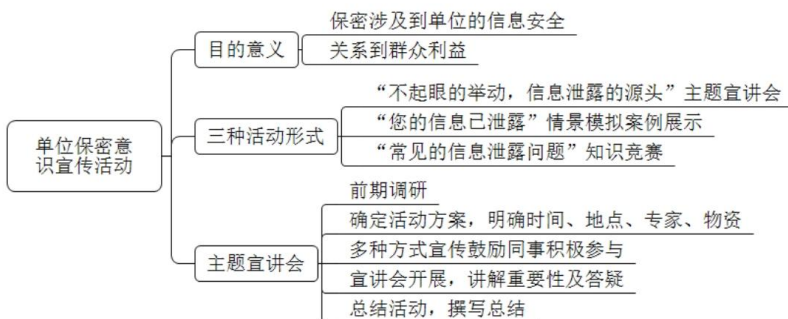 单位保密意
识宣传活动
目的意义
保密涉及到单位的信息安全
关系到群众利益
三种活动形式
“不起眼的举动，信息泄露的源头”主题宣讲会
“您的信息已泄露”情景模拟案例展示
“常见的信息泄露问题”知识竞赛
主题宣讲会
前期调研
确定活动方案，明确时间、地点、专家、物资
多种方式宣传鼓励同事积极参与
宣讲会开展，讲解重要性及答疑
总结活动，撰写总结